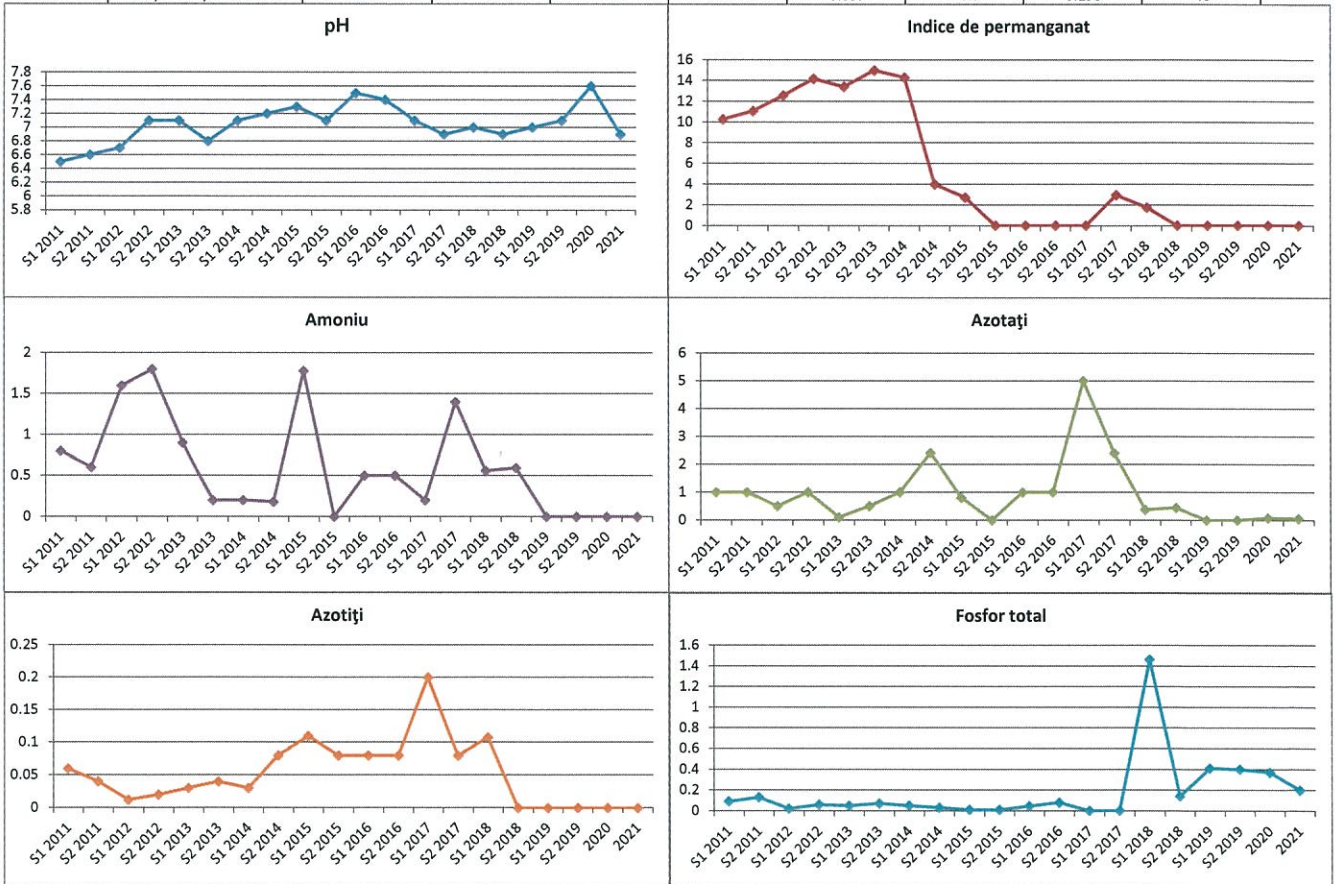 pH
7.8
7.6
7.4
7.2
7
6.8
6.6
6.4
6.2
6
5.8
S1 2011
S2 2011
S1 2012
S2 2012
S1 2013
S2 2013
S1 2014
S2 2014
S1 2015
S2 2015
S1 2016
S2 2016
S1 2017
S2 2017
S1 2018
S2 2018
S1 2019
S2 2019
2020
2021
Indice de permanganat
16
14
12
10
8
6
4
2
0
S1 2011
S2 2011
S1 2012
S2 2012
S1 2013
S2 2013
S1 2014
S2 2014
S1 2015
S2 2015
S1 2016
S2 2016
S1 2017
S2 2017
S1 2018
S2 2018
S1 2019
S2 2019
2020
2021
Amoniu
2
1.5
1
0.5
0
S1 2011
S2 2011
S1 2012
S2 2012
S1 2013
S2 2013
S1 2014
S2 2014
S1 2015
S2 2015
S1 2016
S2 2016
S1 2017
S2 2017
S1 2018
S2 2018
S1 2019
S2 2019
2020
2021
Azotaţi
6
5
4
3
2
1
0
S1 2011
S2 2011
S1 2012
S2 2012
S1 2013
S2 2013
S1 2014
S2 2014
S1 2015
S2 2015
S1 2016
S2 2016
S1 2017
S2 2017
S1 2018
S2 2018
S1 2019
S2 2019
2020
2021
Azotiţi
0.25
0.2
0.15
0.1
0.05
0
S1 2011
S2 2011
S1 2012
S2 2012
S1 2013
S2 2013
S1 2014
S2 2014
S1 2015
S2 2015
S1 2016
S2 2016
S1 2017
S2 2017
S1 2018
S2 2018
S1 2019
S2 2019
2020
2021
Fosfor total
1.6
1.4
1.2
1
0.8
0.6
0.4
0.2
0
S1 2011
S2 2011
S1 2012
S2 2012
S1 2013
S2 2013
S1 2014
S2 2014
S1 2015
S2 2015
S1 2016
S2 2016
S1 2017
S2 2017
S1 2018
S2 2018
S1 2019
S2 2019
2020
2021